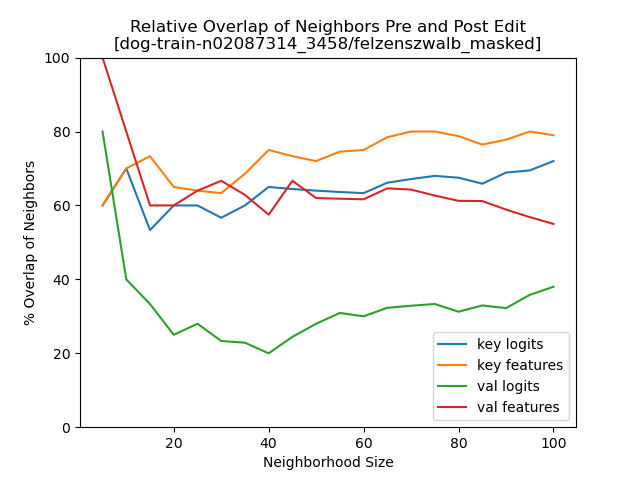 Relative Overlap of Neighbors Pre and Post Edit
[dog-train-n02087314_3458/felzenszwalb_masked]
% Overlap of Neighbors
100
80
60
40
20
0
key logits
key features
val logits
val features
20 40 60 80 100
Neighborhood Size